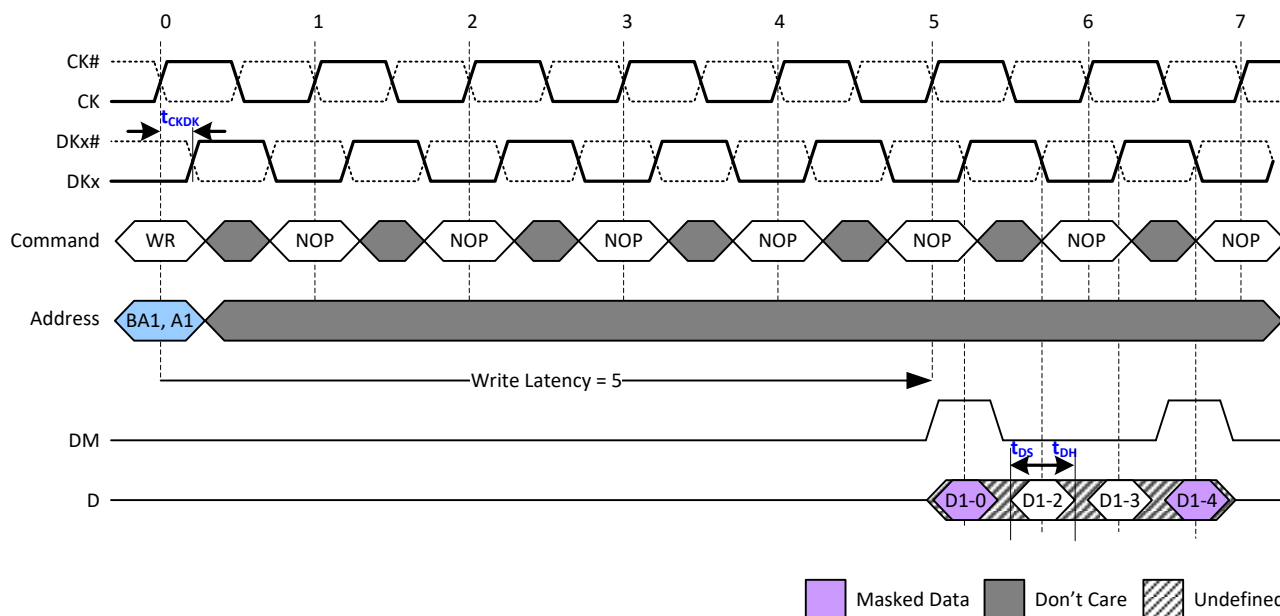 0 1 2 3 4 5 6 7
CK#
CK
tCKDK
DKx#
DKx
Command WR NOP NOP NOP NOP NOP NOP NOP
Address BA1, A1
Write Latency = 5
DM
tDS tDH
D D1-0 D1-2 D1-3 D1-4
Masked Data Don't Care Undefined